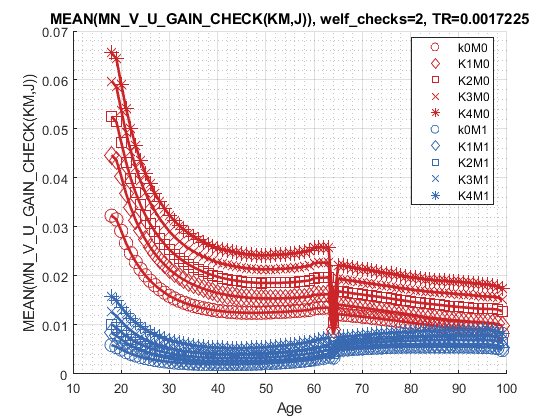 MEAN(MN_V_U_GAIN_CHECK(KM,J)), welf_checks=2, TR=0.0017225
MEAN(MN_V_U_GAIN_CHECK(KM,J))
0.07
0.06
0.05
0.04
0.03
0.02
0.01
0
10
20
30
40
50
60
70
80
90
100
Age
k0M0
K1M0
K2M0
K3M0
K4M0
k0M1
K1M1
K2M1
K3M1
K4M1